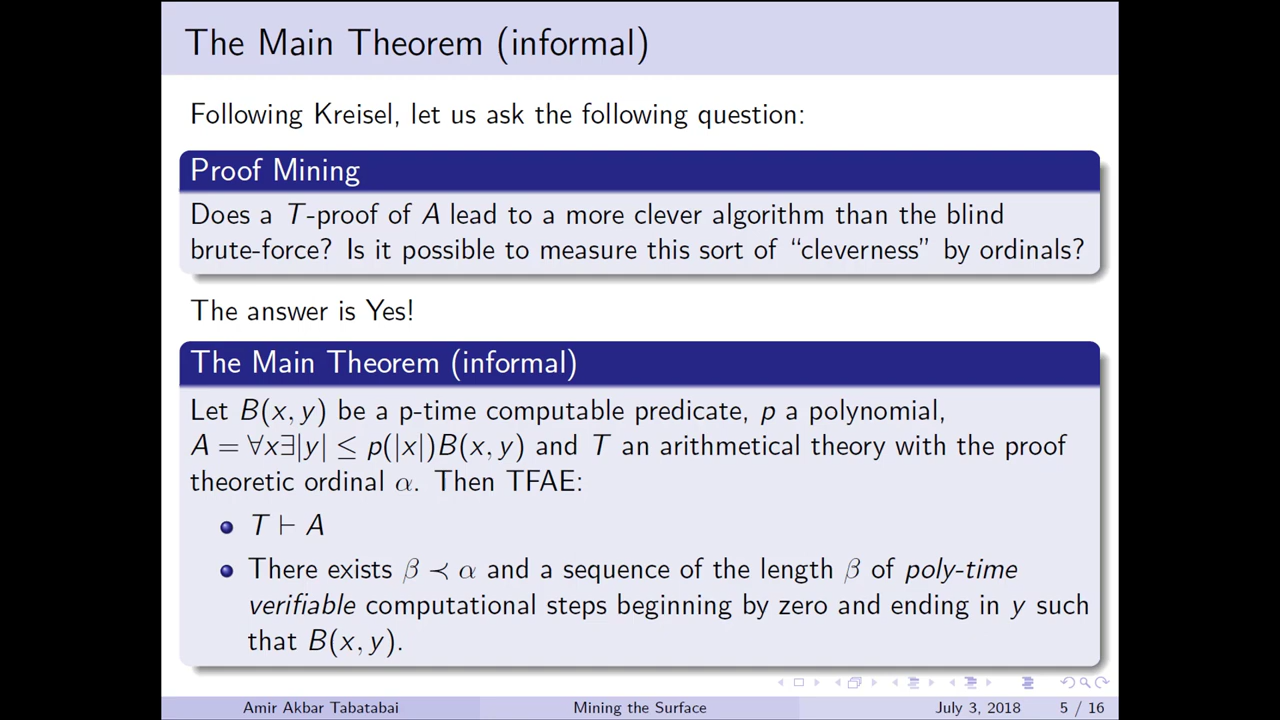 The Main Theorem (informal)
Following Kreisel, let us ask the following question:
Proof Mining
Does a T-proof of A lead to a more clever algorithm than the blind
brute-force? Is it possible to measure this sort of “cleverness” by ordinals?
The answer is Yes!
The Main Theorem (informal)
Let B(x, y) be a p-time computable predicate, p a polynomial,
A = ∀x∃|y| ≤ p(|x|)B(x, y) and T an arithmetical theory with the proof
theoretic ordinal α. Then TFAE:
T ⊢ A
There exists β ≺ α and a sequence of the length β of poly-time
verifiable computational steps beginning by zero and ending in y such
that B(x, y).
Amir Akbar Tabatabai Mining the Surface July 3, 2018 5 / 16